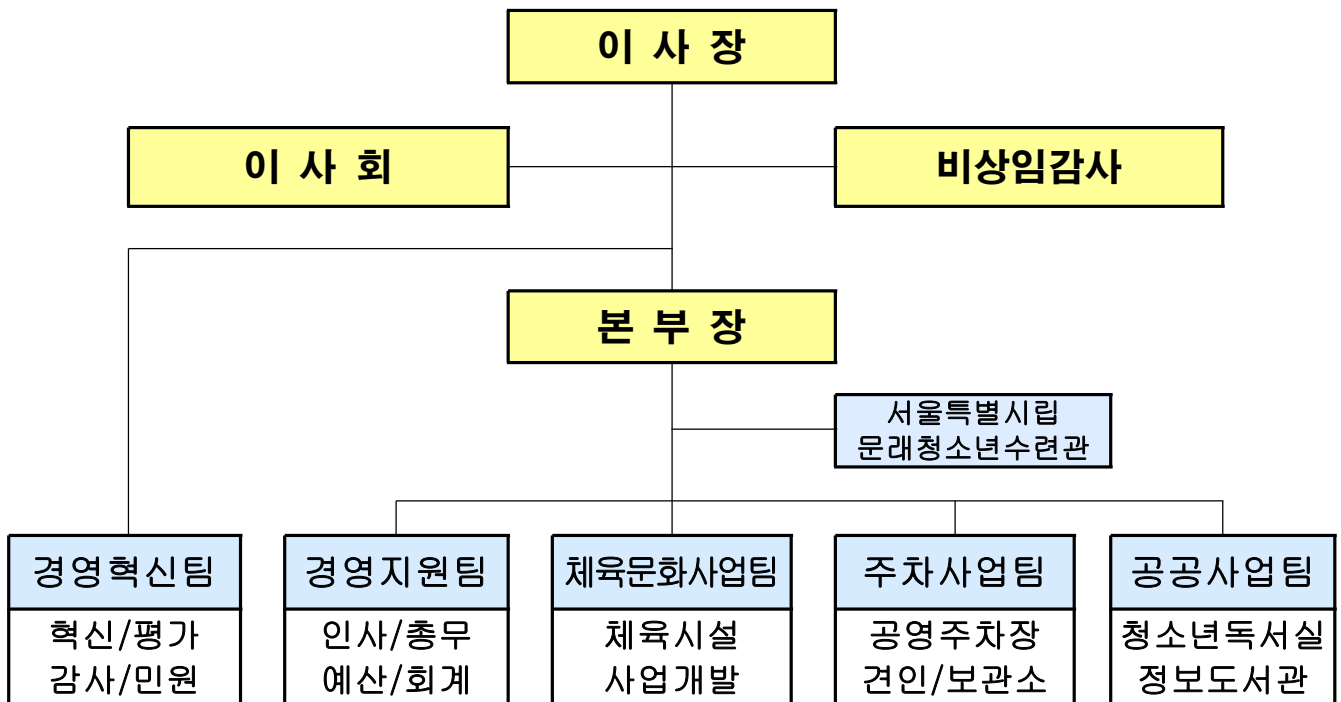 이 사 장
이 사 회
비상임감사
본 부 장
서울특별시립
문래청소년수련관
경영혁신팀
혁신/평가
감사/민원
경영지원팀
인사/총무
예산/회계
체육문화사업팀
체육시설
사업개발
주차사업팀
공영주차장
견인/보관소
공공사업팀
청소년독서실
정보도서관